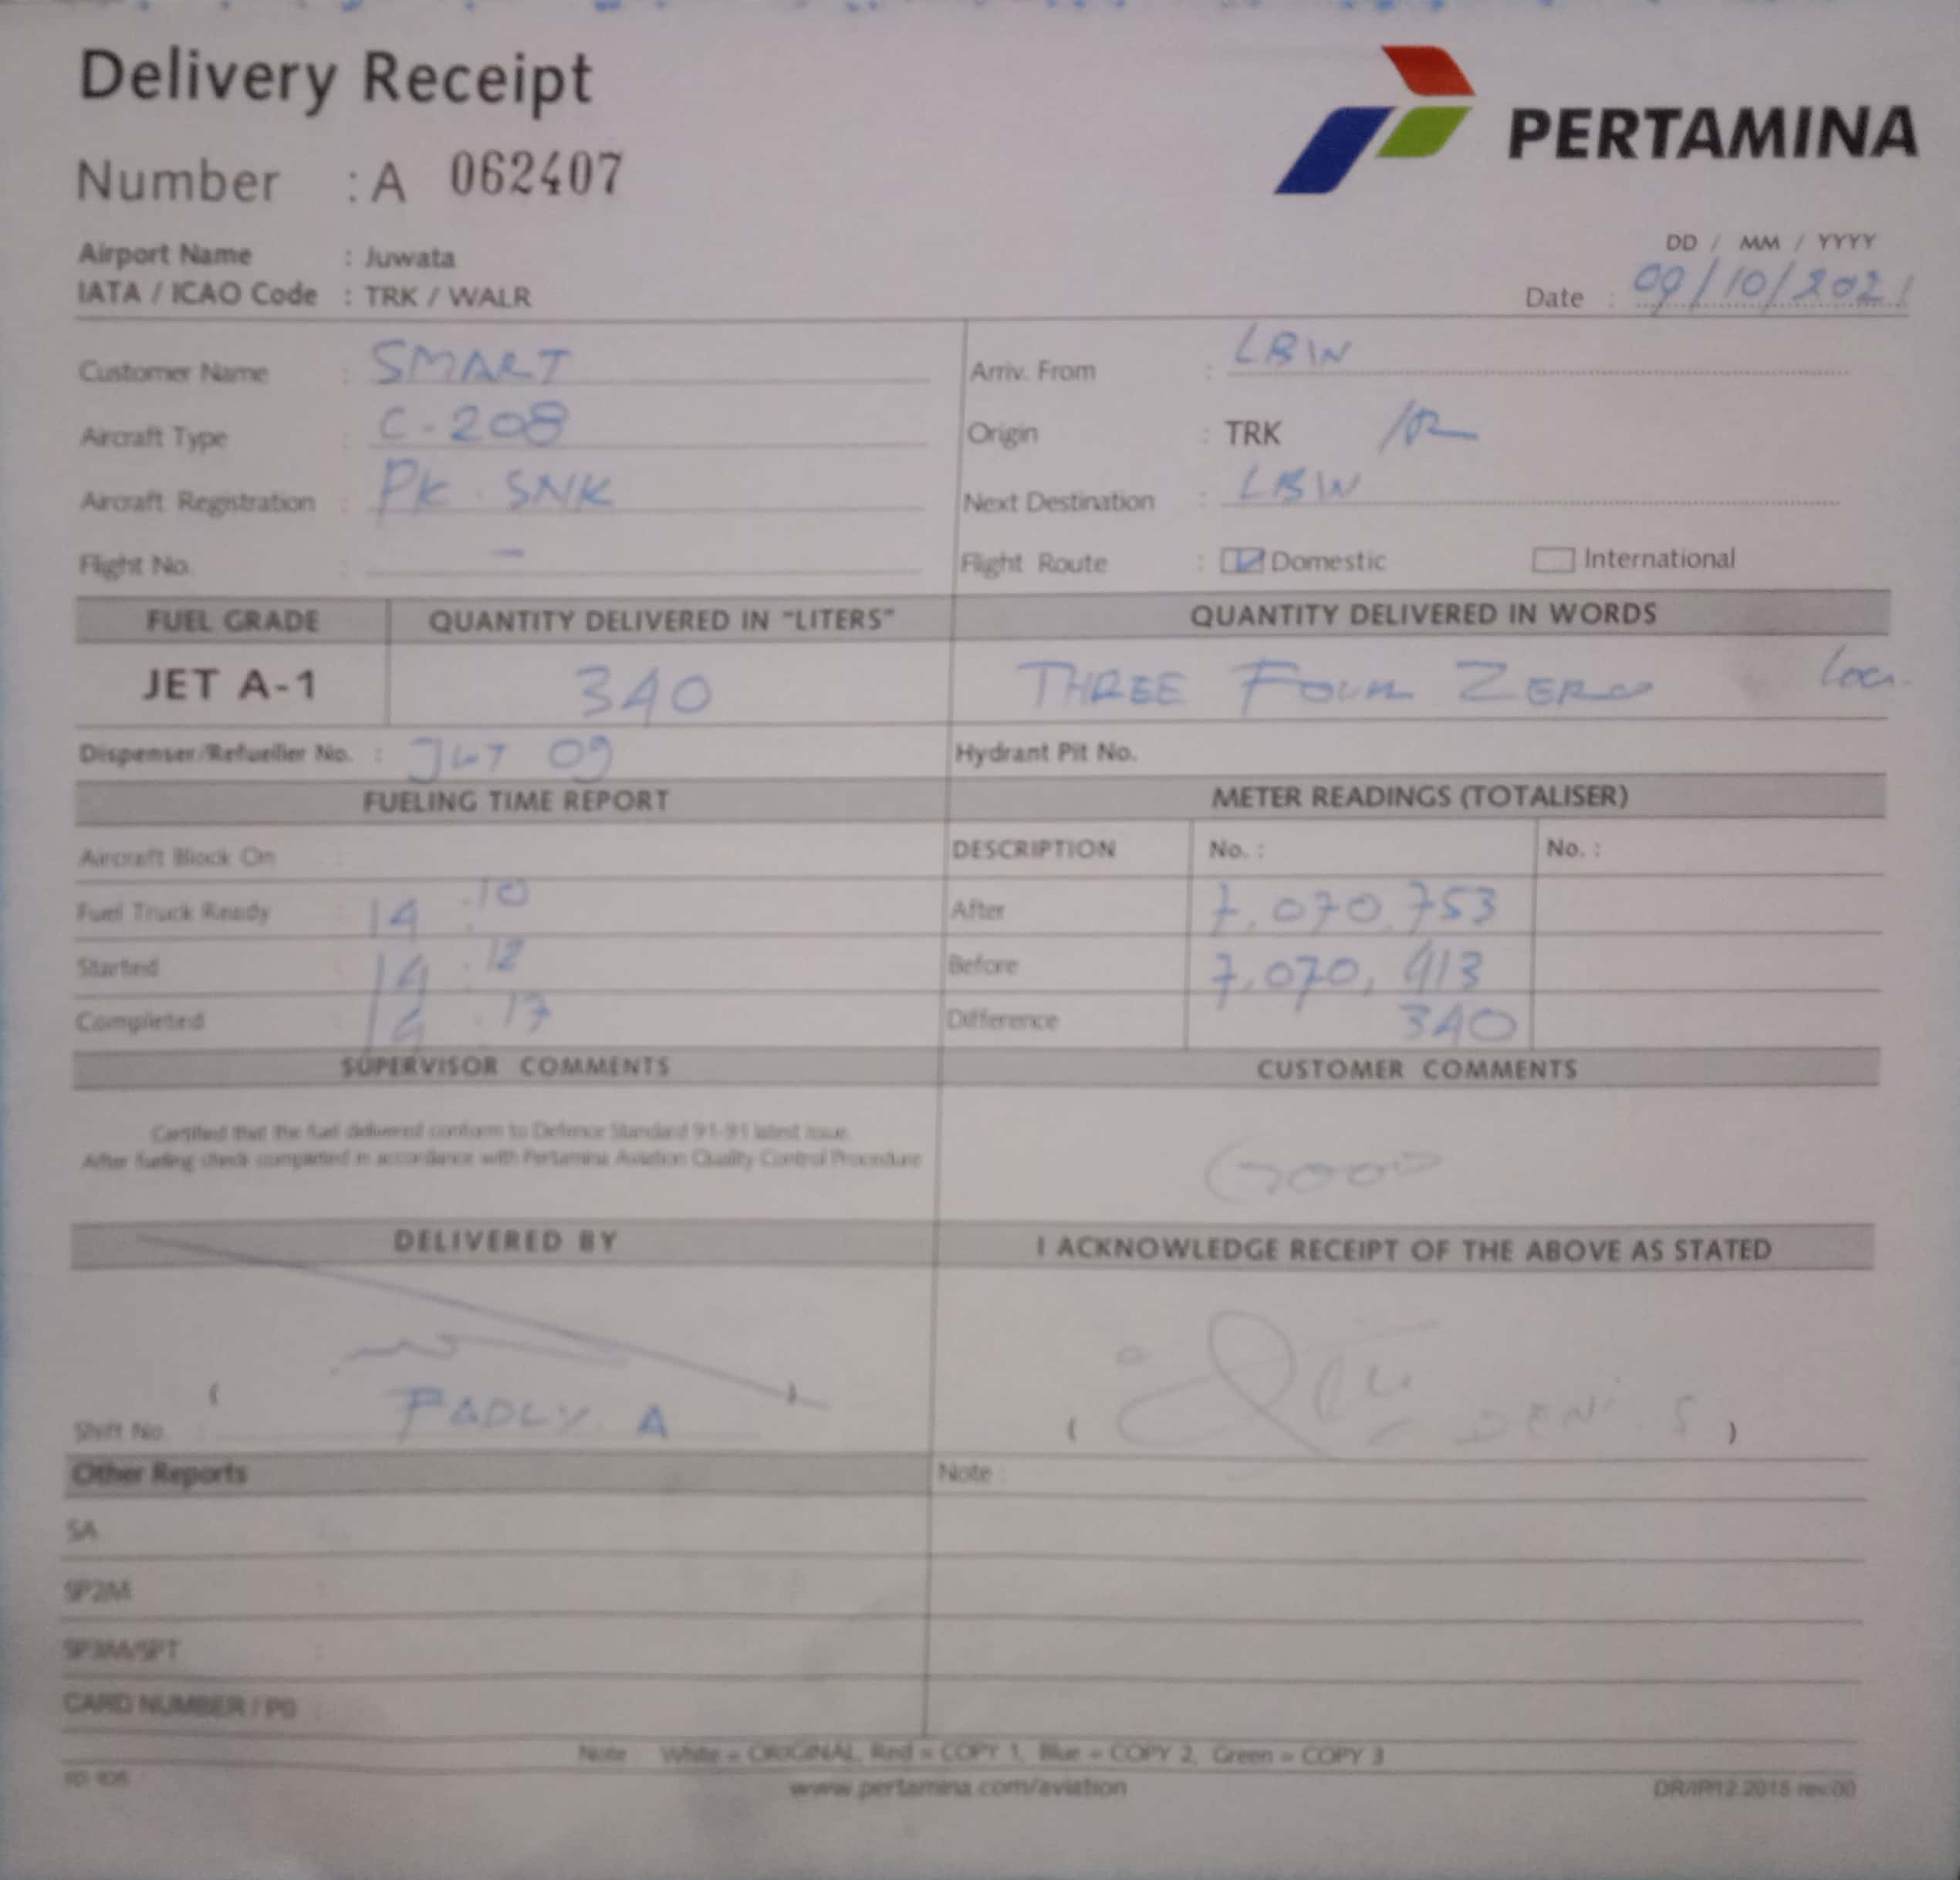 Delivery Receipt
PERTAMINA
Number : A 062407
Airport Name : Juwata
IATA / ICAO Code : TRK / WALR
DD / MM / YYYY
Date : 09/10/2021
Customer Name : SMART
Arriv. From : LBW
Aircraft Type : C-208
Origin : TRK
Aircraft Registration : PK. SNK
Next Destination : LBW
Flight No. : -
Flight Route : Domestic International
FUEL GRADE QUANTITY DELIVERED IN "LITERS" QUANTITY DELIVERED IN WORDS
JET A-1 340 THREE FOUR ZERO
Dispenser/Refueller No. : 09
Hydrant Pit No.
FUELING TIME REPORT METER READINGS (TOTALISER)
Aircraft Block On
DESCRIPTION No. : No. :
Fuel Truck Ready : 14 : 10
After 7,070,753
Started : 14 : 12
Before 7,070,413
Completed : 14 : 17
Difference 340
SUPERVISOR COMMENTS CUSTOMER COMMENTS
Certified that the fuel delivered conform to Defence Standard 91-91 latest issue.
After fueling check completed in accordance with Pertamina Aviation Quality Control Procedure
GOOD
DELIVERED BY I ACKNOWLEDGE RECEIPT OF THE ABOVE AS STATED
( )
Shift No. : FADLY. A
( DENI. S )
Other Reports Note :
SA :
SP2M :
SP3M/SPT :
CARD NUMBER / PO :
Note : White = ORIGINAL, Red = COPY 1, Blue = COPY 2, Green = COPY 3
www.pertamina.com/aviation